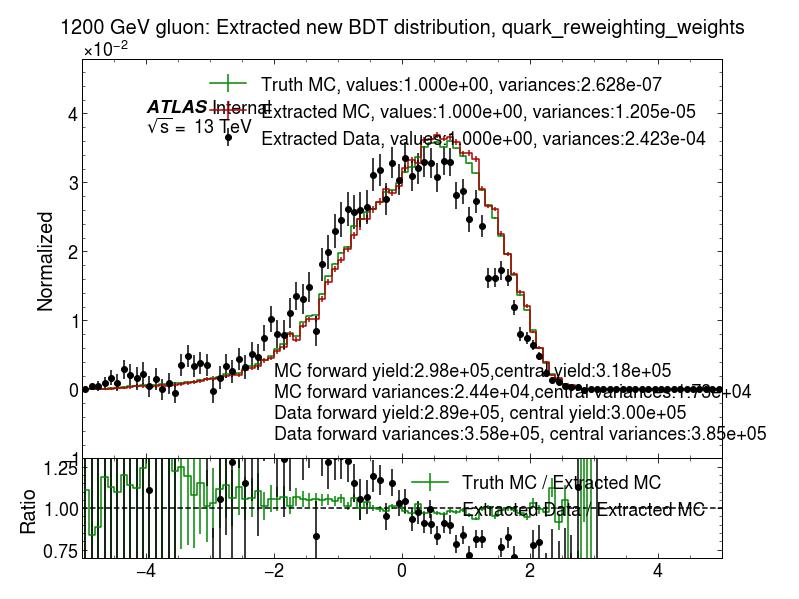 1200 GeV gluon: Extracted new BDT distribution, quark_reweighting_weights
×10⁻²
Truth MC, values:1.000e+00, variances:2.628e-07
ATLAS Internal
Extracted MC, values:1.000e+00, variances:1.205e-05
√s = 13 TeV
Extracted Data, values:1.000e+00, variances:2.423e-04
4
3
2
1
0
Normalized
MC forward yield:2.98e+05,central yield:3.18e+05
MC forward variances:2.44e+04,central variances:1.73e+04
Data forward yield:2.89e+05, central yield:3.00e+05
Data forward variances:3.58e+05, central variances:3.85e+05
1.25
1.00
0.75
Ratio
Truth MC / Extracted MC
Extracted Data / Extracted MC
−4 −2 0 2 4